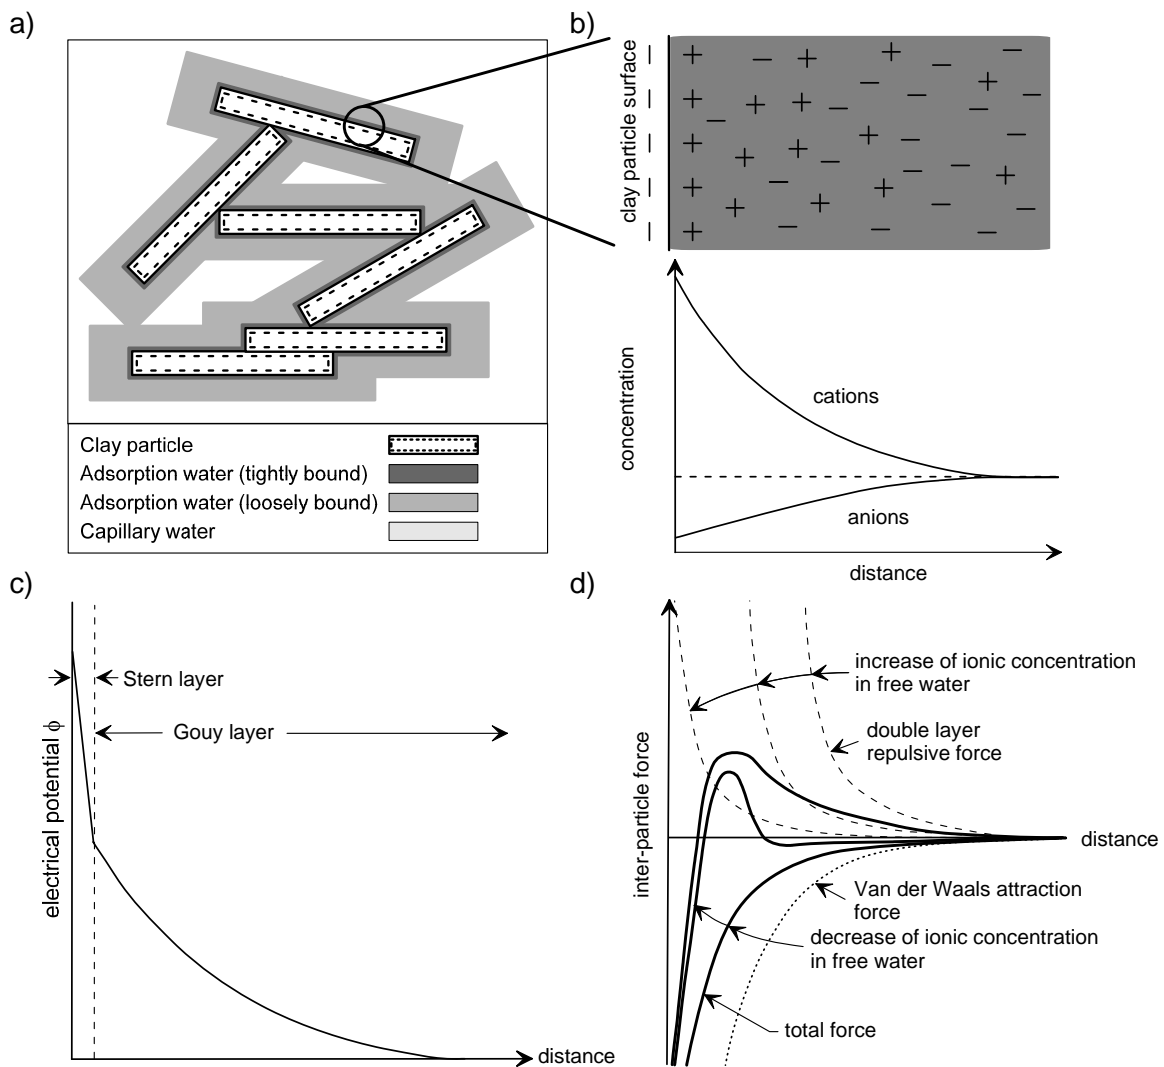 a)
Clay particle
Adsorption water (tightly bound)
Adsorption water (loosely bound)
Capillary water
b)
clay particle surface
concentration
cations
anions
distance
c)
electrical potential ϕ
Stern layer
Gouy layer
distance
d)
inter-particle force
increase of ionic concentration
in free water
double layer
repulsive force
distance
Van der Waals attraction
force
decrease of ionic concentration
in free water
total force